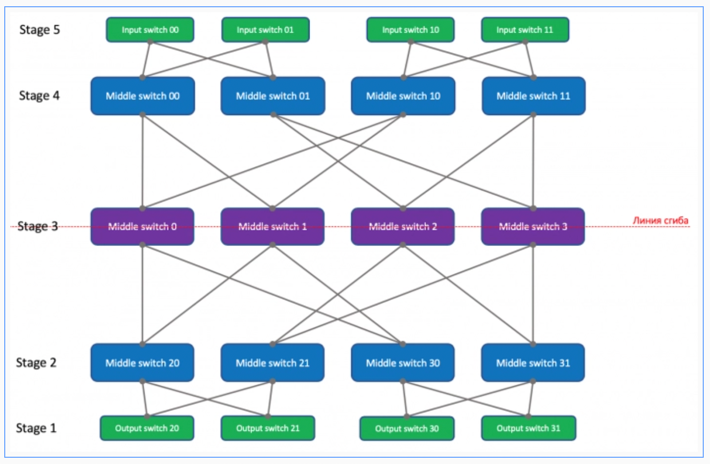 Stage 5 Input switch 00 Input switch 01 Input switch 10 Input switch 11
Stage 4 Middle switch 00 Middle switch 01 Middle switch 10 Middle switch 11
Линия сгиба
Stage 3 Middle switch 0 Middle switch 1 Middle switch 2 Middle switch 3
Stage 2 Middle switch 20 Middle switch 21 Middle switch 30 Middle switch 31
Stage 1 Output switch 20 Output switch 21 Output switch 30 Output switch 31